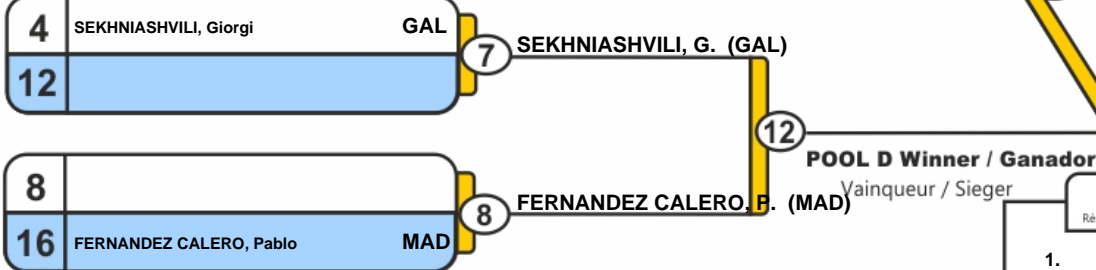 4 SEKHNIASHVILI, Giorgi GAL
12
7
SEKHNIASHVILI, G. (GAL)
12
POOL D Winner / Ganador
Vainqueur / Sieger
8
16 FERNANDEZ CALERO, Pablo MAD
8
FERNANDEZ CALERO, P. (MAD)
Ré
1.